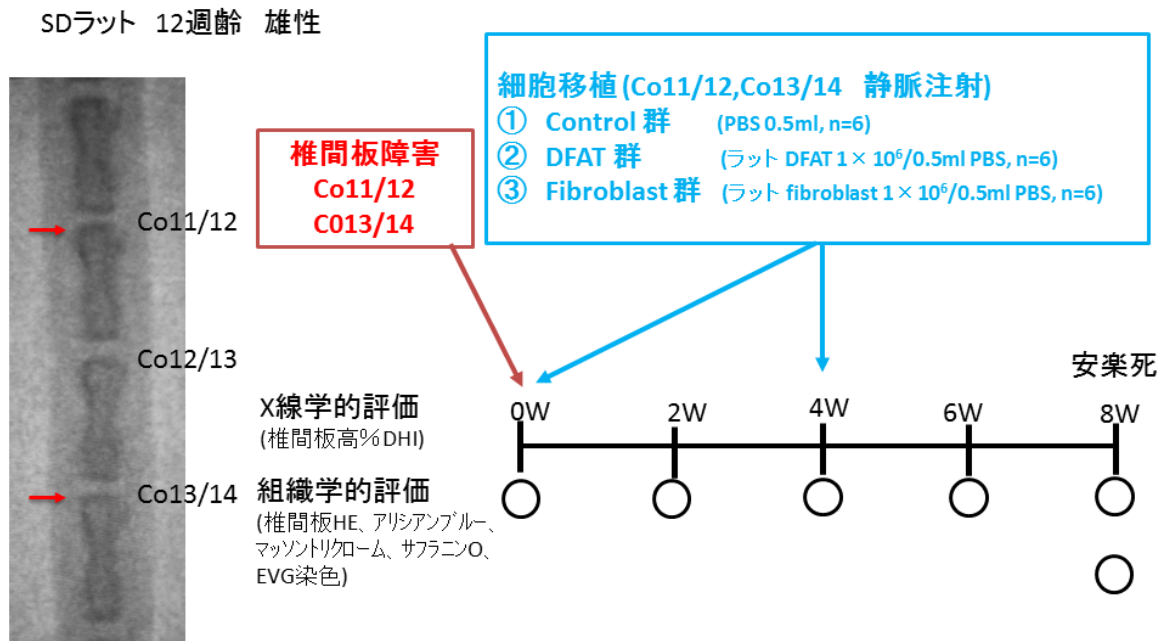 SDラット 12週齢 雄性
Co11/12
Co12/13
Co13/14
椎間板障害
Co11/12
C013/14
細胞移植(Co11/12,Co13/14 静脈注射)
① Control 群 (PBS 0.5ml, n=6)
② DFAT 群 (ラット DFAT 1×10⁶/0.5ml PBS, n=6)
③ Fibroblast 群 (ラット fibroblast 1×10⁶/0.5ml PBS, n=6)
安楽死
0W 2W 4W 6W 8W
X線学的評価
(椎間板高%DHI)
組織学的評価
(椎間板HE、アリシアンブルー、
マッソントリクローム、サフラニンO、
EVG染色)